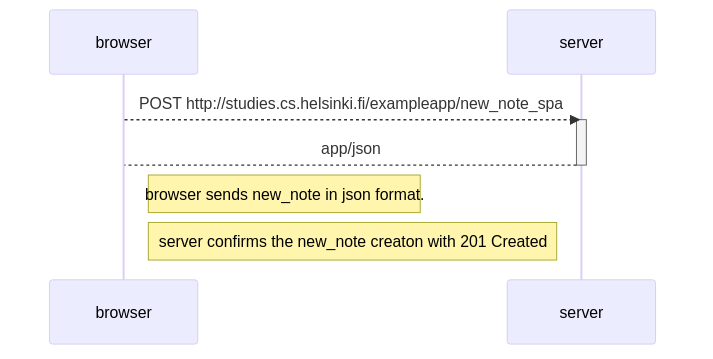 browser
server
POST http://studies.cs.helsinki.fi/exampleapp/new_note_spa
app/json
browser sends new_note in json format.
server confirms the new_note creaton with 201 Created
browser
server